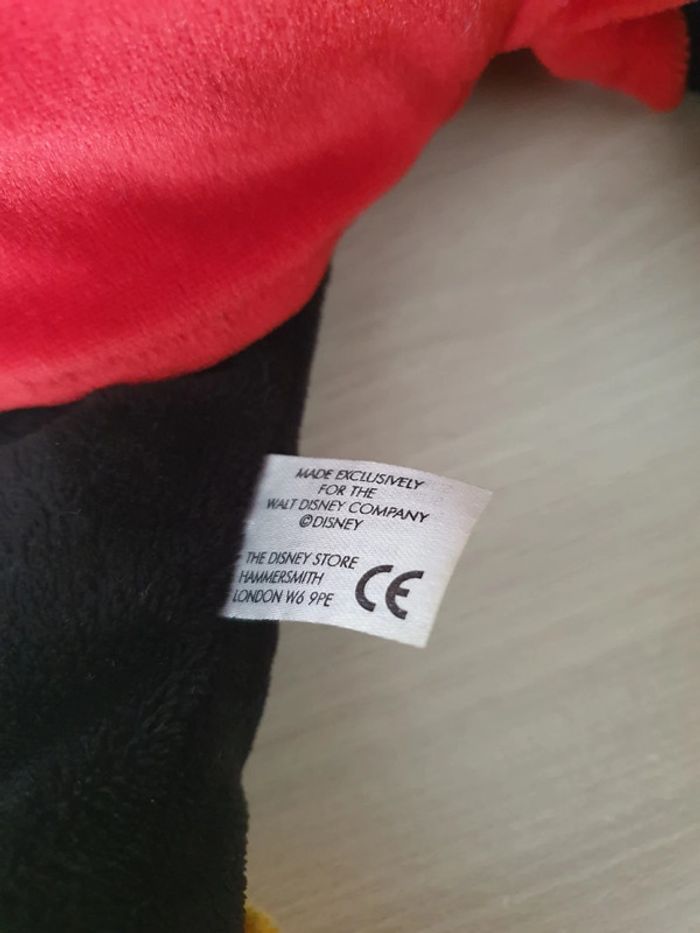 MADE EXCLUSIVELY
FOR THE
WALT DISNEY COMPANY
©DISNEY
THE DISNEY STORE
HAMMERSMITH
LONDON W6 9PE
CE